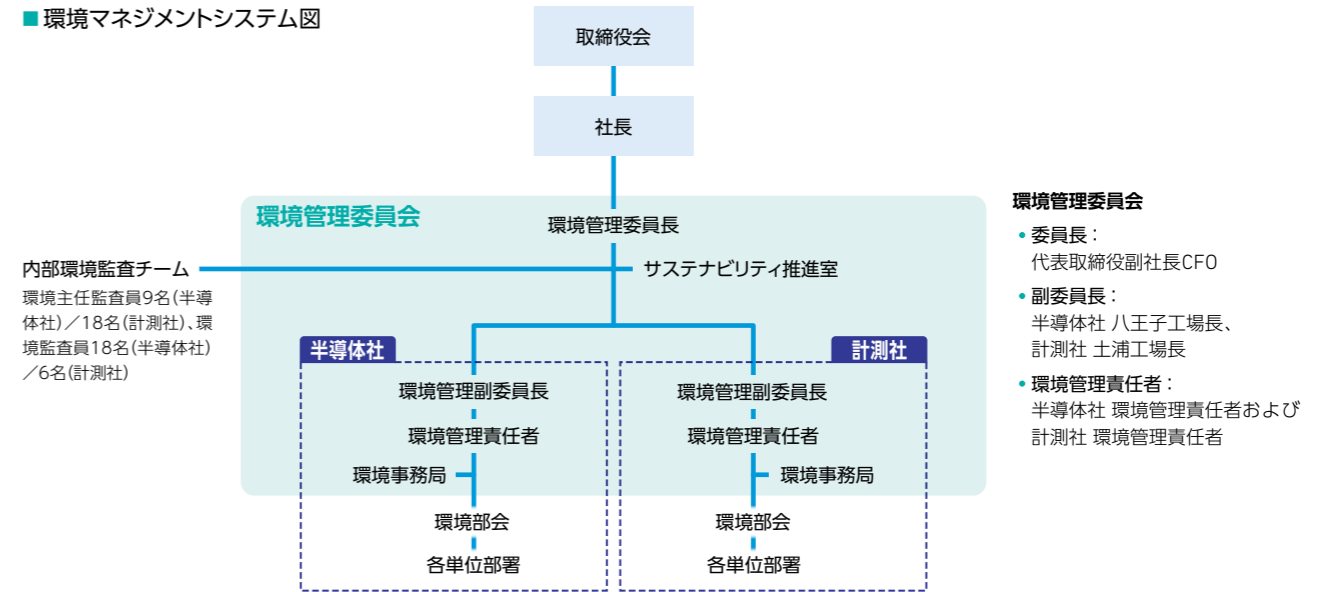 ■環境マネジメントシステム図
取締役会
社長
環境管理委員会
環境管理委員長
内部環境監査チーム
環境主任監査員9名(半導
体社)／18名(計測社)、環
境監査員18名(半導体社)
／6名(計測社)
サステナビリティ推進室
半導体社
環境管理副委員長
環境管理責任者
環境事務局
環境部会
各単位部署
計測社
環境管理副委員長
環境管理責任者
環境事務局
環境部会
各単位部署
環境管理委員会
•委員長：
代表取締役副社長CFO
•副委員長：
半導体社 八王子工場長、
計測社 土浦工場長
•環境管理責任者：
半導体社 環境管理責任者および
計測社 環境管理責任者